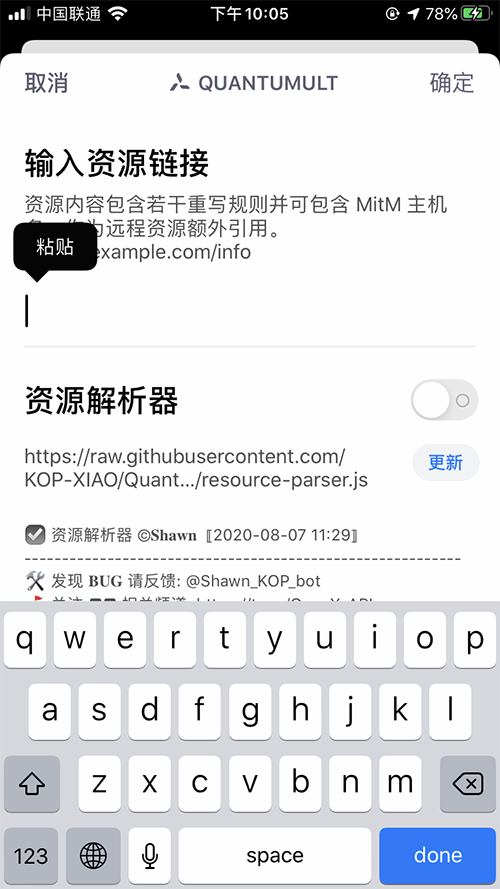 中国联通
下午10:05
78%
取消
QUANTUMULT
确定
输入资源链接
资源内容包含若干重写规则并可包含 MitM 主机
为远程资源额外引用。
example.com/info
粘贴
资源解析器
https://raw.githubusercontent.com/
KOP-XIAO/Quant.../resource-parser.js
更新
资源解析器 ©𝐒𝐡𝐚𝐰𝐧 ⟦2020-08-07 11:29⟧
-------------------------------------------------------
发现 𝐁𝐔𝐆 请反馈: @Shawn_KOP_bot
q w e r t y u i o p
a s d f g h j k l
z x c v b n m
123
space
done